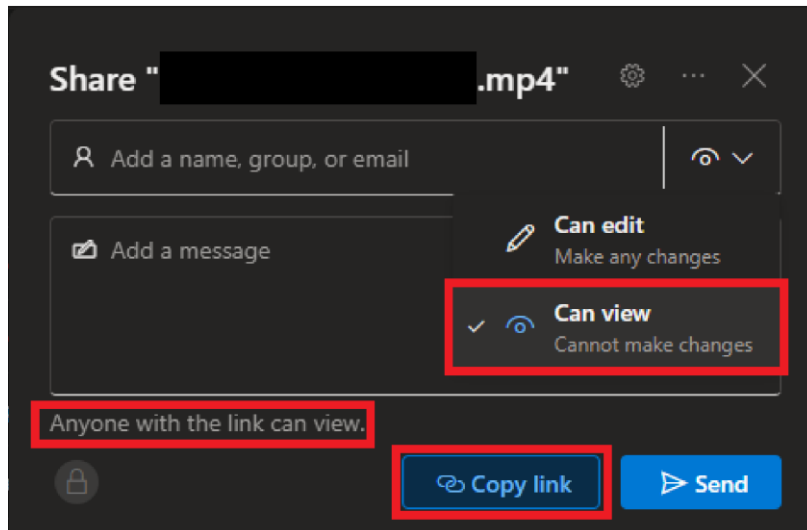 Share " .mp4"
Add a name, group, or email
Add a message
Can edit
Make any changes
Can view
Cannot make changes
Anyone with the link can view.
Copy link
Send